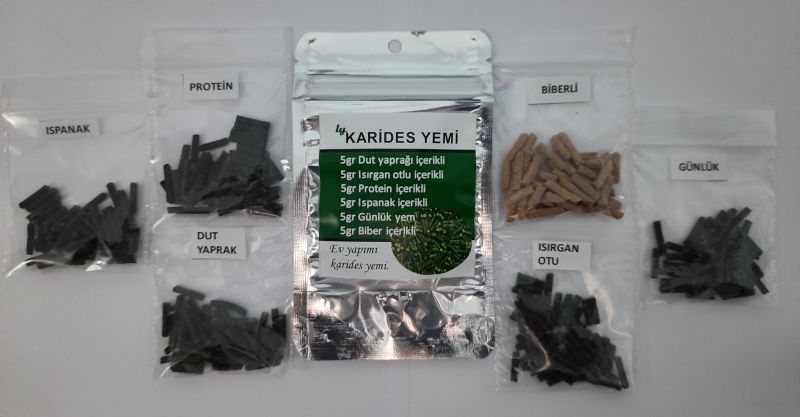 ISPANAK
PROTEİN
DUT
YAPRAK
ly
KARİDES YEMİ
5gr Dut yaprağı içerikli
5gr Isırgan otlu içerikli
5gr Protein içerikli
5gr Ispanak içerikli
5gr Günlük yem
5gr Biber içerikli
Ev yapımı
karides yemi.
BİBERLİ
ISIRGAN
OTU
GÜNLÜK